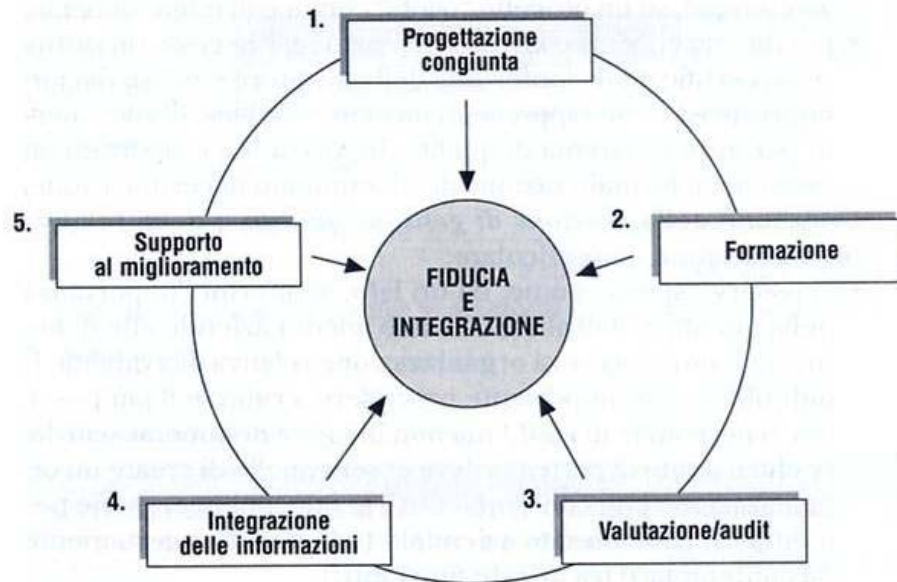 1.
Progettazione
congiunta
2.
Formazione
3.
Valutazione/audit
4.
Integrazione
delle informazioni
5.
Supporto
al miglioramento
FIDUCIA
E
INTEGRAZIONE